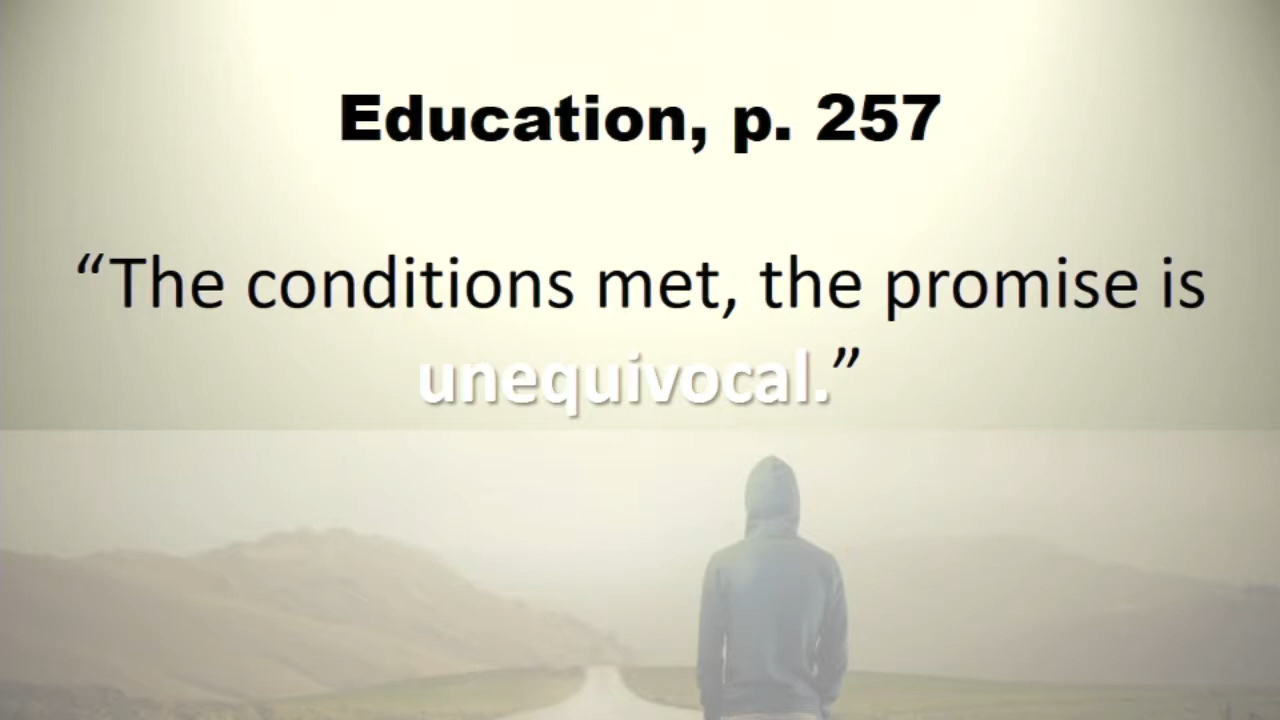 Education, p. 257
“The conditions met, the promise is
unequivocal.”